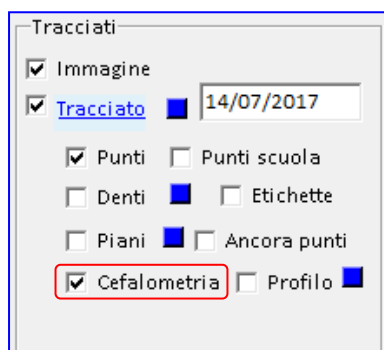 Tracciati
Immagine
Tracciato 14/07/2017
Punti Punti scuola
Denti Etichette
Piani Ancora punti
Cefalometria Profilo